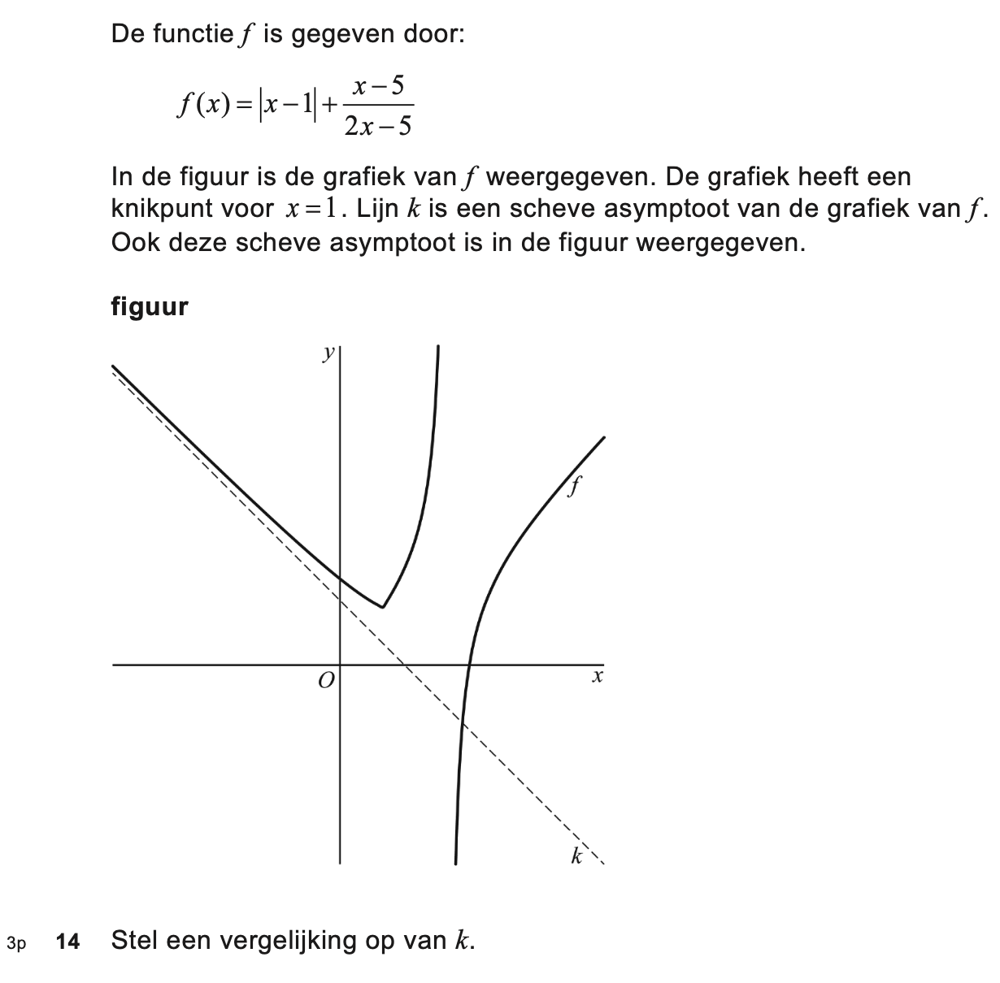 De functie f is gegeven door:
f(x) = |x − 1| + (x − 5)/(2x − 5)
In de figuur is de grafiek van f weergegeven. De grafiek heeft een
knikpunt voor x = 1. Lijn k is een scheve asymptoot van de grafiek van f.
Ook deze scheve asymptoot is in de figuur weergegeven.
figuur
y
f
O
x
k
3p 14 Stel een vergelijking op van k.